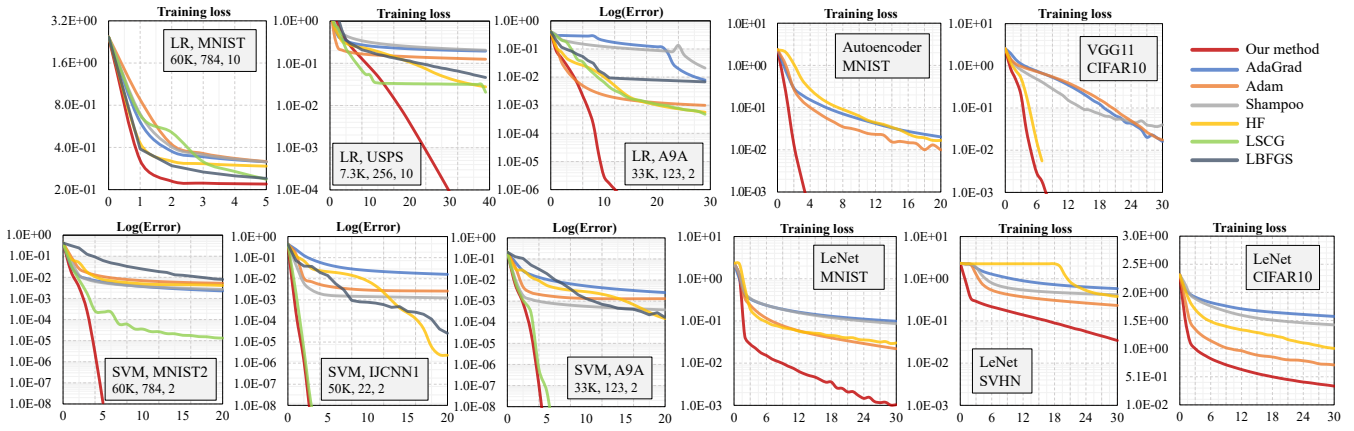 Training loss
3.2E+00
1.6E+00
8.0E-01
4.0E-01
2.0E-01
0 1 2 3 4 5
LR, MNIST
60K, 784, 10
Training loss
1.0E+00
1.0E-01
1.0E-02
1.0E-03
1.0E-04
0 10 20 30 40
LR, USPS
7.3K, 256, 10
Log(Error)
1.0E+00
1.0E-01
1.0E-02
1.0E-03
1.0E-04
1.0E-05
1.0E-06
0 10 20 30
LR, A9A
33K, 123, 2
Training loss
1.0E+01
1.0E+00
1.0E-01
1.0E-02
1.0E-03
0 4 8 12 16 20
Autoencoder
MNIST
Training loss
1.0E+01
1.0E+00
1.0E-01
1.0E-02
1.0E-03
0 6 12 18 24 30
VGG11
CIFAR10
Our method
AdaGrad
Adam
Shampoo
HF
LSCG
LBFGS
Log(Error)
1.0E+00
1.0E-01
1.0E-02
1.0E-03
1.0E-04
1.0E-05
1.0E-06
1.0E-07
1.0E-08
0 5 10 15 20
SVM, MNIST2
60K, 784, 2
Log(Error)
1.0E+00
1.0E-01
1.0E-02
1.0E-03
1.0E-04
1.0E-05
1.0E-06
1.0E-07
1.0E-08
0 5 10 15 20
SVM, IJCNN1
50K, 22, 2
Log(Error)
1.0E+00
1.0E-01
1.0E-02
1.0E-03
1.0E-04
1.0E-05
1.0E-06
1.0E-07
1.0E-08
0 5 10 15 20
SVM, A9A
33K, 123, 2
Training loss
1.0E+01
1.0E+00
1.0E-01
1.0E-02
1.0E-03
0 6 12 18 24 30
LeNet
MNIST
Training loss
1.0E+01
1.0E+00
1.0E-01
1.0E-02
1.0E-03
0 6 12 18 24 30
LeNet
SVHN
Training loss
3.0E+00
2.5E+00
2.0E+00
1.5E+00
1.0E+00
5.1E-01
1.0E-02
0 6 12 18 24 30
LeNet
CIFAR10